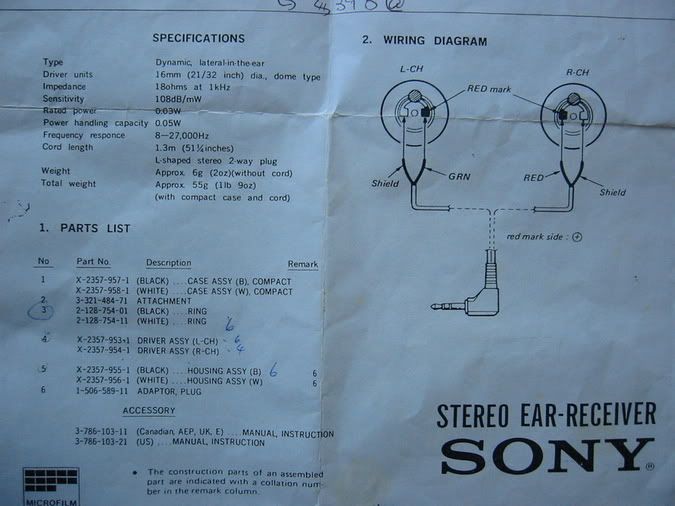 SPECIFICATIONS
Type Dynamic, lateral-in-the-ear
Driver units 16mm (21/32 inch) dia., dome type
Impedance 18ohms at 1kHz
Sensitivity 108dB/mW
Rated power 0.03W
Power handling capacity 0.05W
Frequency responce 8—27,000Hz
Cord length 1.3m (51¼inches)
L-shaped stereo 2-way plug
Weight Approx. 6g (2oz)(without cord)
Total weight Approx. 55g (1lb 9oz)
(with compact case and cord)
1. PARTS LIST
No Part No. Description Remark
1 X-2357-957-1 (BLACK) ....CASE ASSY (B), COMPACT
X-2357-958-1 (WHITE) ....CASE ASSY (W), COMPACT
2 3-321-484-71 ATTACHMENT
3 2-128-754-01 (BLACK) ....RING
2-128-754-11 (WHITE) ....RING
6
4 X-2357-953-1 DRIVER ASSY (L-CH) - 6
X-2357-954-1 DRIVER ASSY (R-CH) - 4
5 X-2357-955-1 (BLACK) ....HOUSING ASSY (B) 6 6
X-2357-956-1 (WHITE) ....HOUSING ASSY (W) 6
6 1-506-589-11 ADAPTOR, PLUG
ACCESSORY
3-786-103-11 (Canadian, AEP, UK, E) ....MANUAL, INSTRUCTION
3-786-103-21 (US) ....MANUAL, INSTRUCTION
MICROFILM
• The construction parts of an assembled
part are indicated with a collation num-
ber in the remark column.
2. WIRING DIAGRAM
L-CH
R-CH
RED mark
Shield
GRN
RED
Shield
red mark side : ⊕
STEREO EAR-RECEIVER
SONY ®